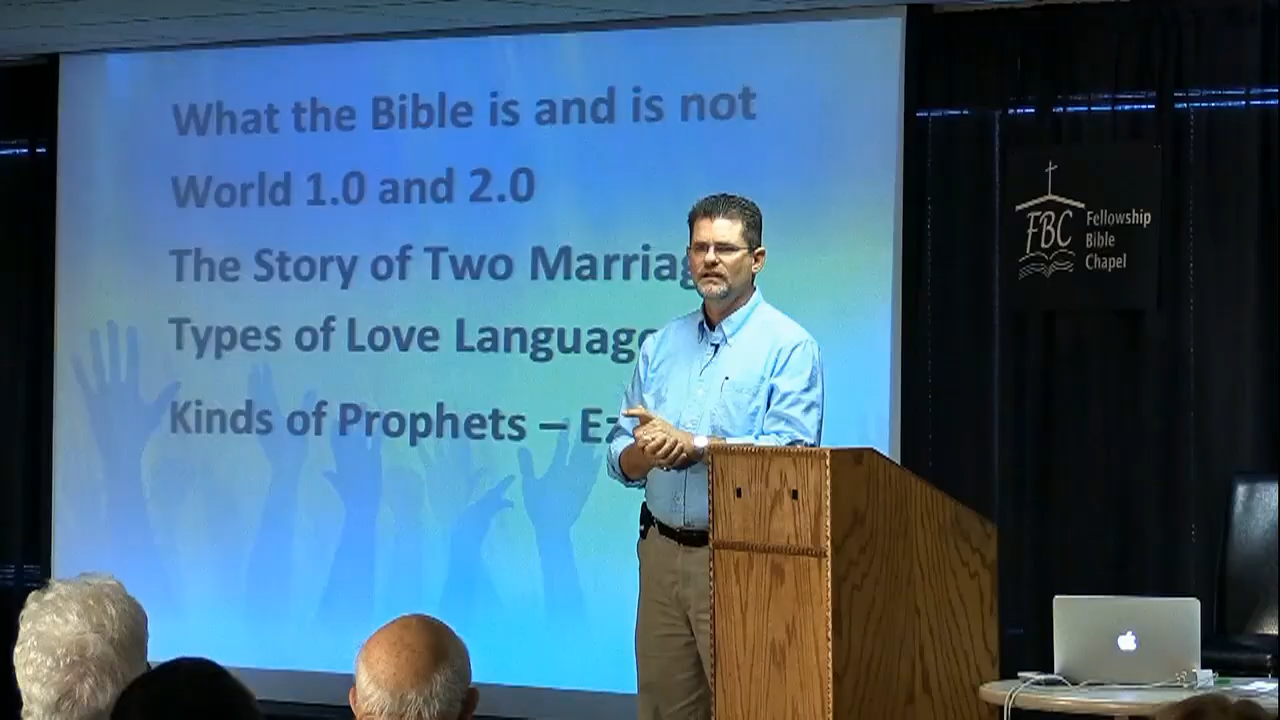 What the Bible is and is not
World 1.0 and 2.0
The Story of Two Marriag
Types of Love Language
Kinds of Prophets – Ez
FBC
Fellowship
Bible
Chapel